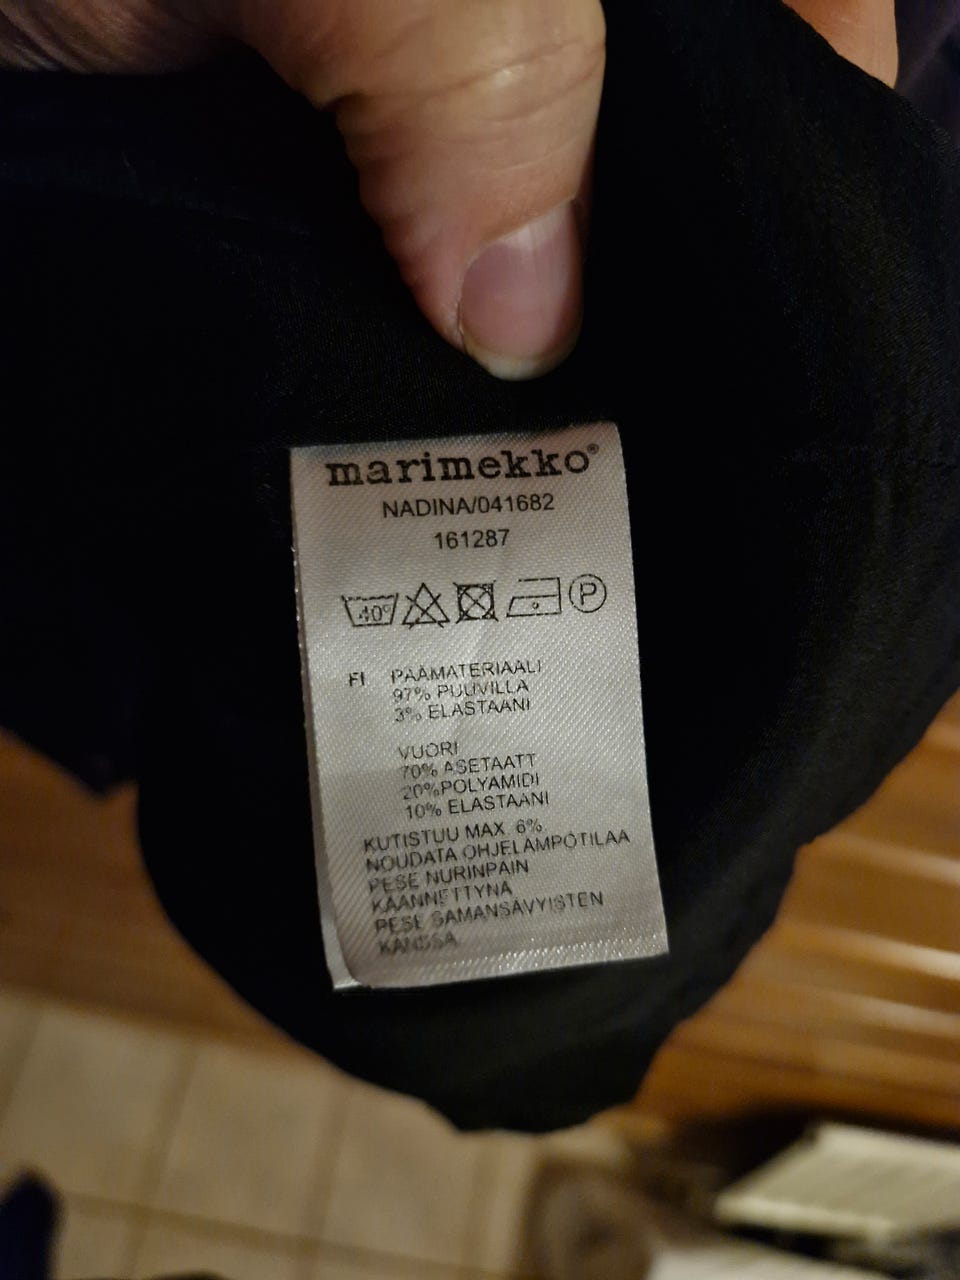 marimekko®
NADINA/041682
161287
40° P
FI PÄÄMATERIAALI
97% PUUVILLA
3% ELASTAANI
VUORI
70% ASETAATT
20%POLYAMIDI
10% ELASTAANI
KUTISTUU MAX. 6%
NOUDATA OHJELÄMPÖTILAA
PESE NURINPÄIN
KÄÄNNETTYNÄ
PESE SAMANSÄVYISTEN
KANSSA